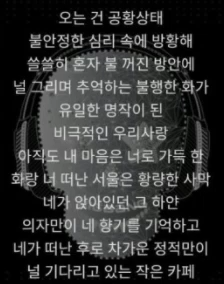 오는 건 공황상태
불안정한 심리 속에 방황해
쓸쓸히 혼자 불 꺼진 방안에
널 그리며 추억하는 불행한 화가
유일한 명작이 된
비극적인 우리사랑
아직도 내 마음은 너로 가득 한
화랑 너 떠난 서울은 황량한 사막
네가 앉아있던 그 하얀
의자만이 네 향기를 기억하고
네가 떠난 후로 차가운 정적만이
널 기다리고 있는 작은 카페